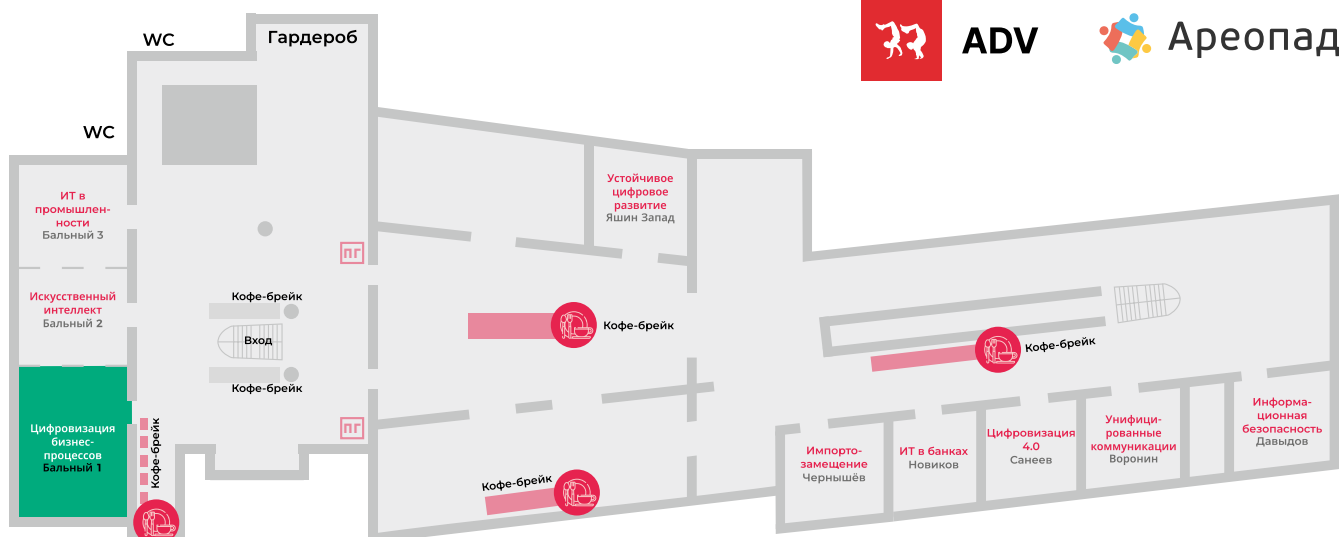 WC
Гардероб
ADV
Ареопад
WC
ИТ в
промышлен-
ности
Бальный 3
Искусственный
интеллект
Бальный 2
Цифровизация
бизнес-
процессов
Бальный 1
Кофе-брейк
Кофе-брейк
Вход
Кофе-брейк
ПГ
ПГ
Устойчивое
цифровое
развитие
Яшин Запад
Кофе-брейк
Кофе-брейк
Кофе-брейк
Импорто-
замещение
Чернышёв
ИТ в банках
Новиков
Цифровизация
4.0
Санеев
Унифици-
рованные
коммуникации
Воронин
Информа-
ционная
безопасность
Давыдов